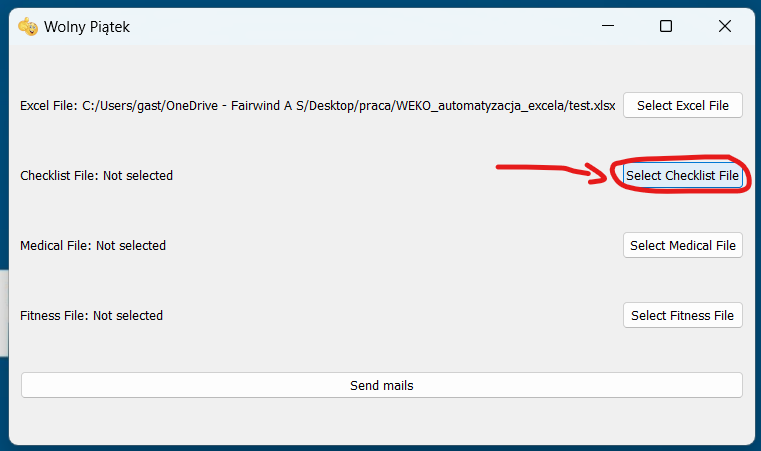 Wolny Piątek
Excel File: C:/Users/gast/OneDrive - Fairwind A S/Desktop/praca/WEKO_automatyzacja_excela/test.xlsx Select Excel File
Checklist File: Not selected Select Checklist File
Medical File: Not selected Select Medical File
Fitness File: Not selected Select Fitness File
Send mails